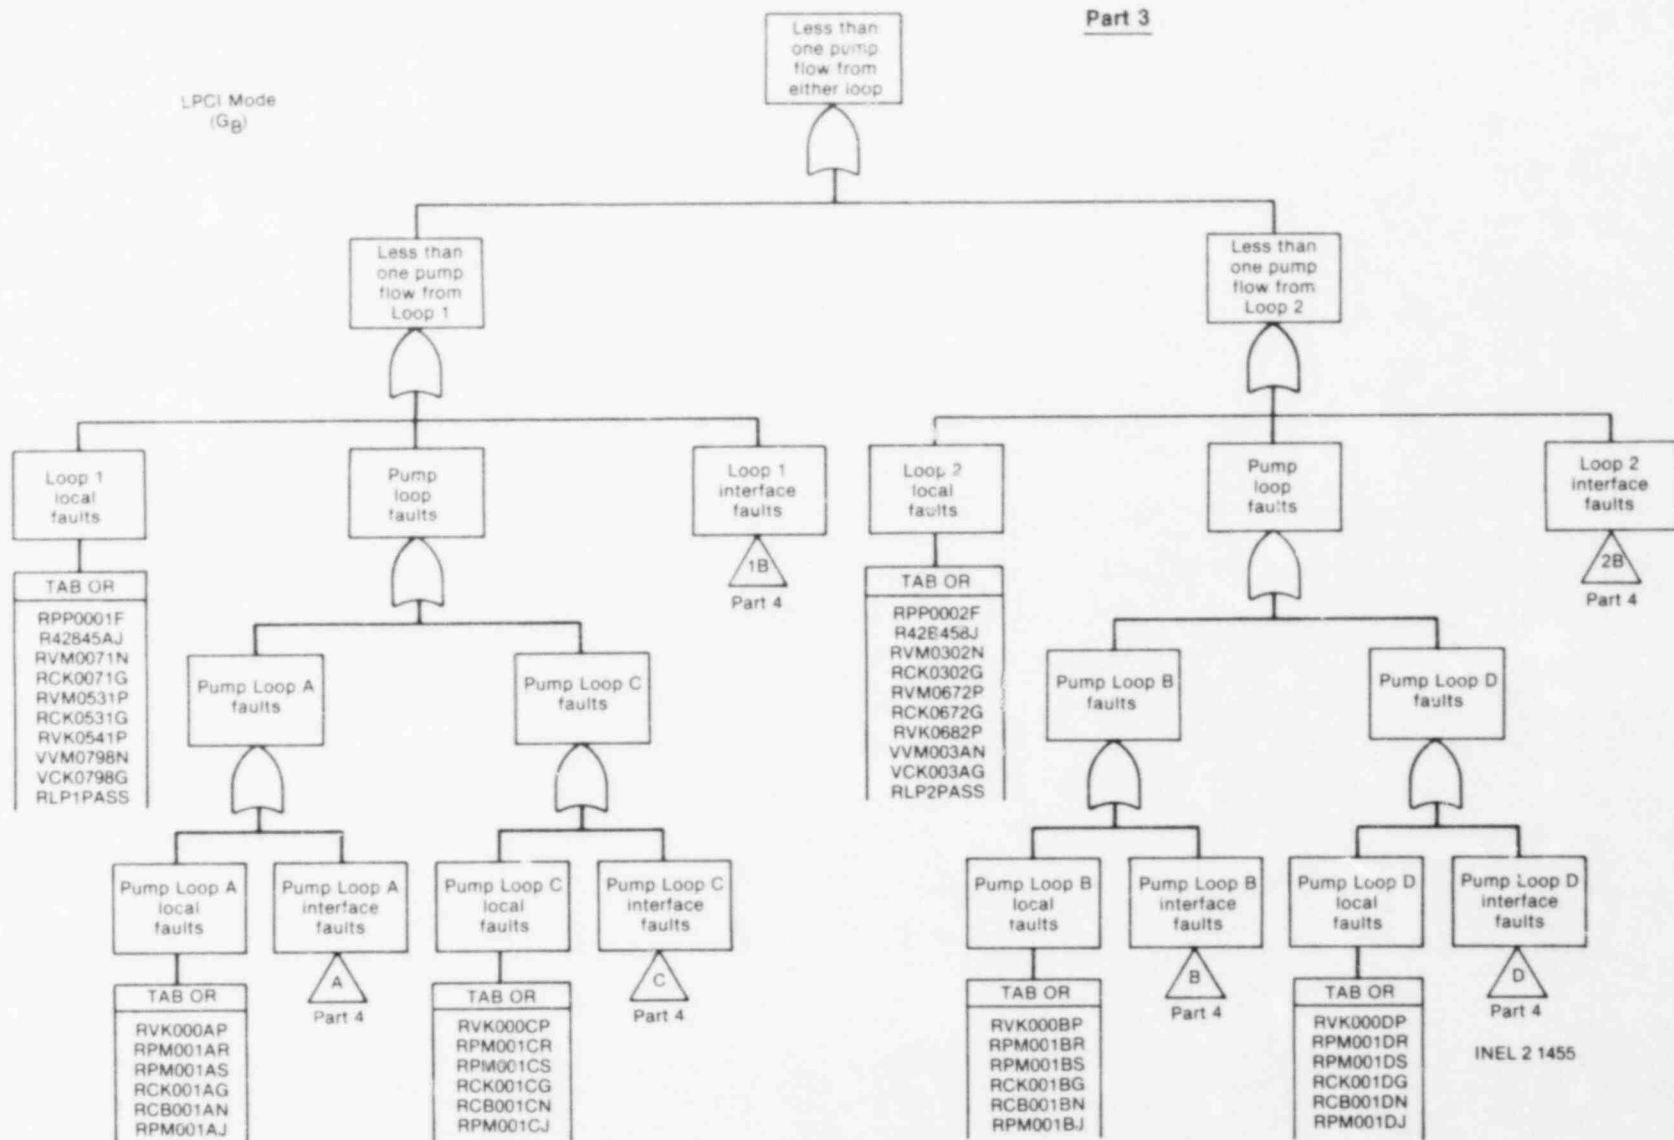 Part 3
LPCI Mode
(GB)
Less than
one pump
flow from
either loop
Less than
one pump
flow from
Loop 1
Less than
one pump
flow from
Loop 2
Loop 1
local
faults
Pump
loop
faults
Loop 1
interface
faults
Loop 2
local
faults
Pump
loop
faults
Loop 2
interface
faults
1B
Part 4
2B
Part 4
TAB OR
RPP0001F
R42845AJ
RVM0071N
RCK0071G
RVM0531P
RCK0531G
RVK0541P
VVM0798N
VCK0798G
RLP1PASS
TAB OR
RPP0002F
R42B458J
RVM0302N
RCK0302G
RVM0672P
RCK0672G
RVK0682P
VVM003AN
VCK003AG
RLP2PASS
Pump Loop A
faults
Pump Loop C
faults
Pump Loop B
faults
Pump Loop D
faults
Pump Loop A
local
faults
Pump Loop A
interface
faults
Pump Loop C
local
faults
Pump Loop C
interface
faults
Pump Loop B
local
faults
Pump Loop B
interface
faults
Pump Loop D
local
faults
Pump Loop D
interface
faults
TAB OR
RVK000AP
RPM001AR
RPM001AS
RCK001AG
RCB001AN
RPM001AJ
A
Part 4
TAB OR
RVK000CP
RPM001CR
RPM001CS
RCK001CG
RCB001CN
RPM001CJ
C
Part 4
TAB OR
RVK000BP
RPM001BR
RPM001BS
RCK001BG
RCB001BN
RPM001BJ
B
Part 4
TAB OR
RVK000DP
RPM001DR
RPM001DS
RCK001DG
RCB001DN
RPM001DJ
D
Part 4
INEL 2 1455